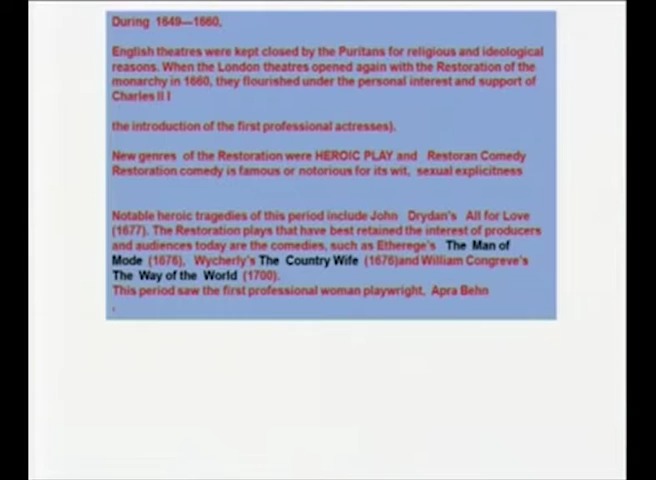 During 1649—1660,
English theatres were kept closed by the Puritans for religious and ideological
reasons. When the London theatres opened again with the Restoration of the
monarchy in 1660, they flourished under the personal interest and support of
Charles II I
the introduction of the first professional actresses).
New genres of the Restoration were HEROIC PLAY and Restoran Comedy
Restoration comedy is famous or notorious for its wit, sexual explicitness
Notable heroic tragedies of this period include John Drydan's All for Love
(1677). The Restoration plays that have best retained the interest of producers
and audiences today are the comedies, such as Etherege's The Man of
Mode (1676), Wycherly's The Country Wife (1676)and William Congreve's
The Way of the World (1700).
This period saw the first professional woman playwright, Apra Behn
,